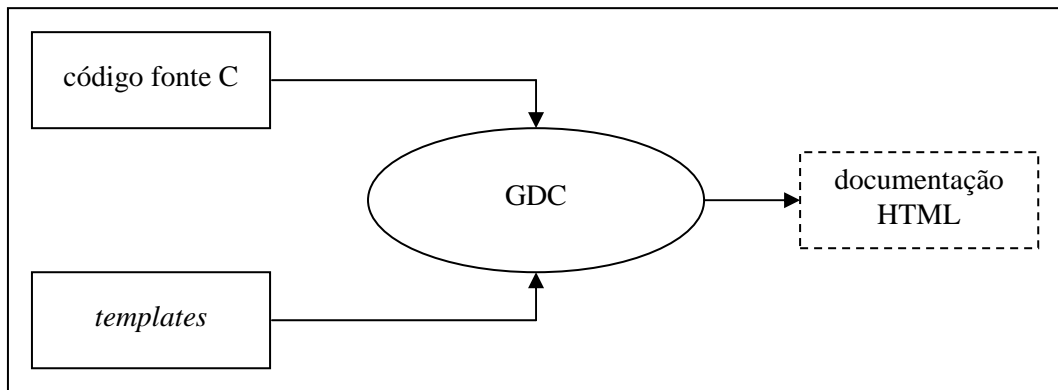 código fonte C
GDC
documentação
HTML
templates